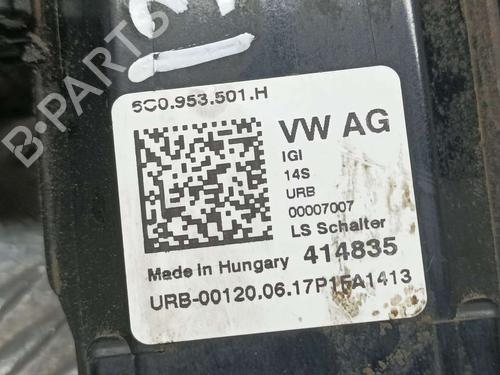 B-PARTS
5C0.953.501.H
VW AG
IGI
14S
URB
00007007
LS Schalter
Made in Hungary 414835
URB-00120.06.17P1FA1413